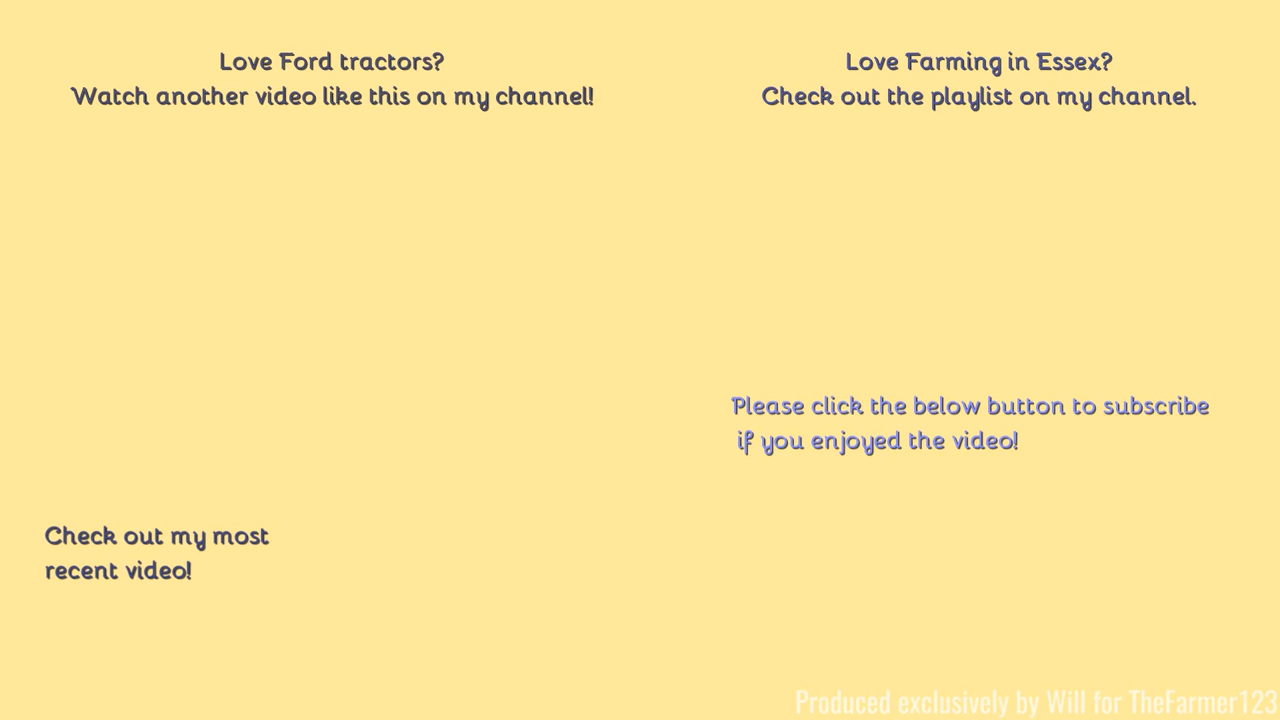 Love Ford tractors?
Watch another video like this on my channel!
Love Farming in Essex?
Check out the playlist on my channel.
Please click the below button to subscribe
if you enjoyed the video!
Check out my most
recent video!
Produced exclusively by Will for TheFarmer123